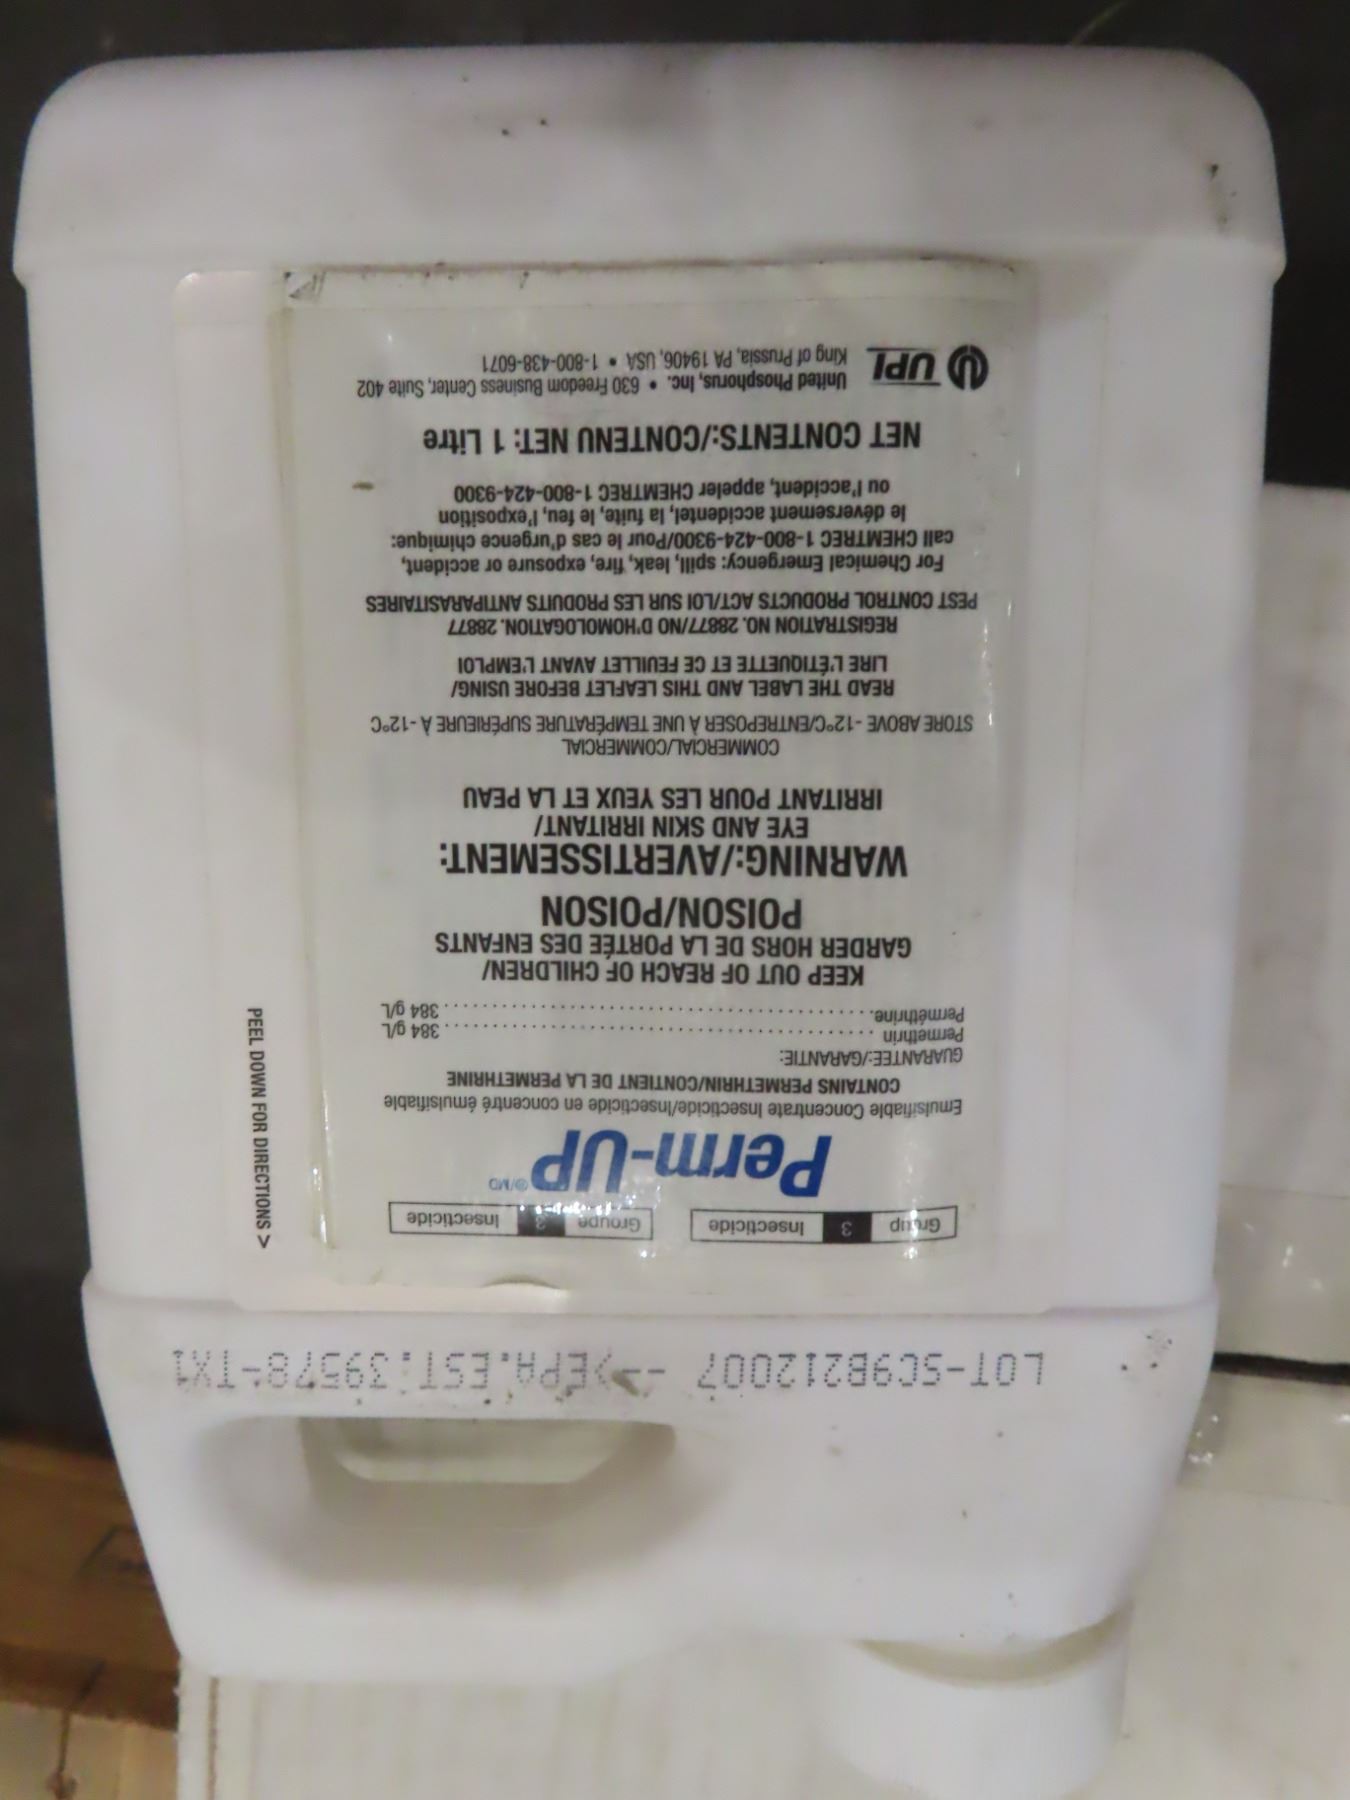 LOT-SC9B212007 -->EPA.EST.39578-TX1
PEEL DOWN FOR DIRECTIONS >
Group 3 Insecticide Groupe 3 Insecticide
Perm-UP®/MD
Emulsifiable Concentrate Insecticide/Insecticide en concentré émulsifiable
CONTAINS PERMETHRIN/CONTIENT DE LA PERMETHRINE
GUARANTEE:/GARANTIE:
Permethrin .......................................... 384 g/L
Perméthrine.......................................... 384 g/L
KEEP OUT OF REACH OF CHILDREN/
GARDER HORS DE LA PORTÉE DES ENFANTS
POISON/POISON
WARNING:/AVERTISSEMENT:
EYE AND SKIN IRRITANT/
IRRITANT POUR LES YEUX ET LA PEAU
COMMERCIAL/COMMERCIAL
STORE ABOVE -12°C/ENTREPOSER À UNE TEMPÉRATURE SUPÉRIEURE À -12°C
READ THE LABEL AND THIS LEAFLET BEFORE USING/
LIRE L'ÉTIQUETTE ET CE FEUILLET AVANT L'EMPLOI
REGISTRATION NO. 28877/NO D'HOMOLOGATION. 28877
PEST CONTROL PRODUCTS ACT/LOI SUR LES PRODUITS ANTIPARASITAIRES
For Chemical Emergency: spill, leak, fire, exposure or accident,
call CHEMTREC 1-800-424-9300/Pour le cas d'urgence chimique:
le déversement accidentel, la fuite, le feu, l'exposition
ou l'accident, appeler CHEMTREC 1-800-424-9300
NET CONTENTS:/CONTENU NET: 1 Litre
UPI
United Phosphorus, Inc. • 630 Freedom Business Center, Suite 402
King of Prussia, PA 19406, USA • 1-800-438-6071